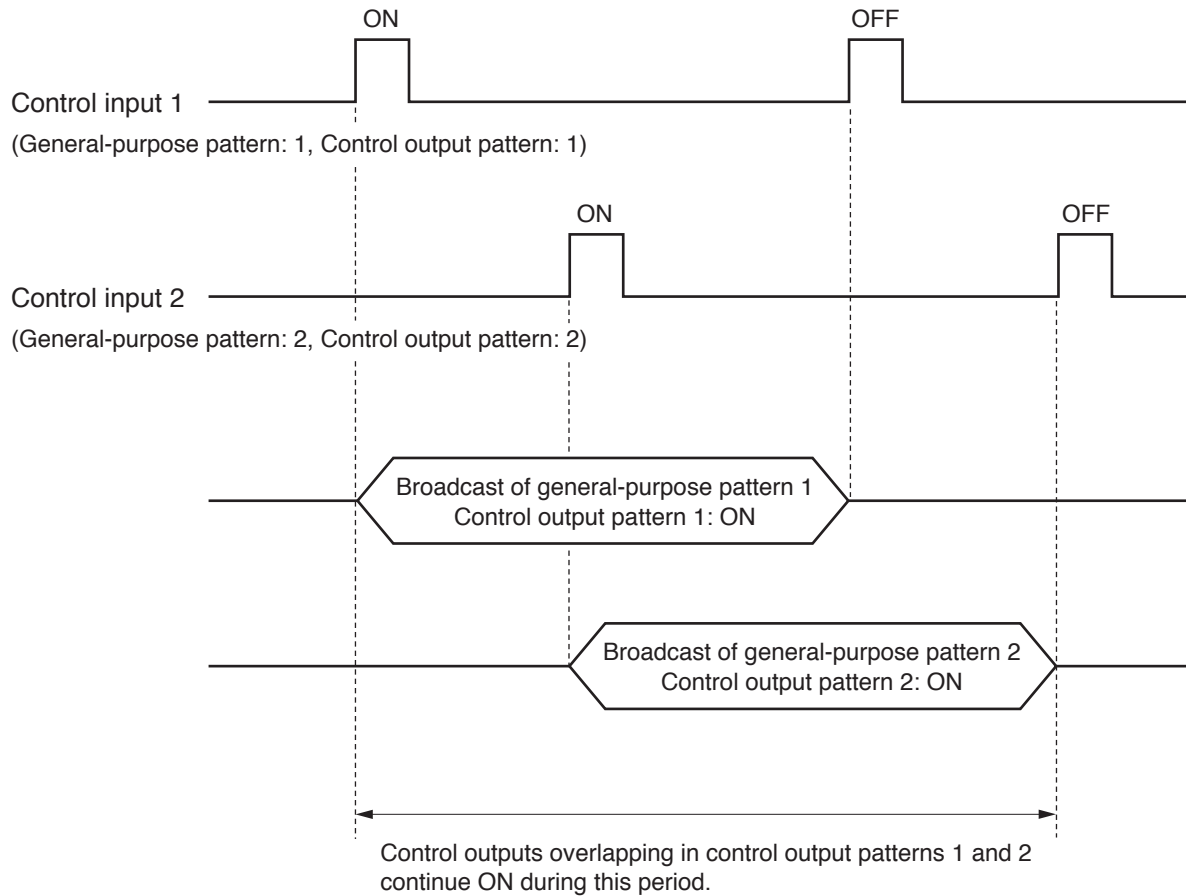 ON
OFF
Control input 1
(General-purpose pattern: 1, Control output pattern: 1)
ON
OFF
Control input 2
(General-purpose pattern: 2, Control output pattern: 2)
Broadcast of general-purpose pattern 1
Control output pattern 1: ON
Broadcast of general-purpose pattern 2
Control output pattern 2: ON
Control outputs overlapping in control output patterns 1 and 2
continue ON during this period.